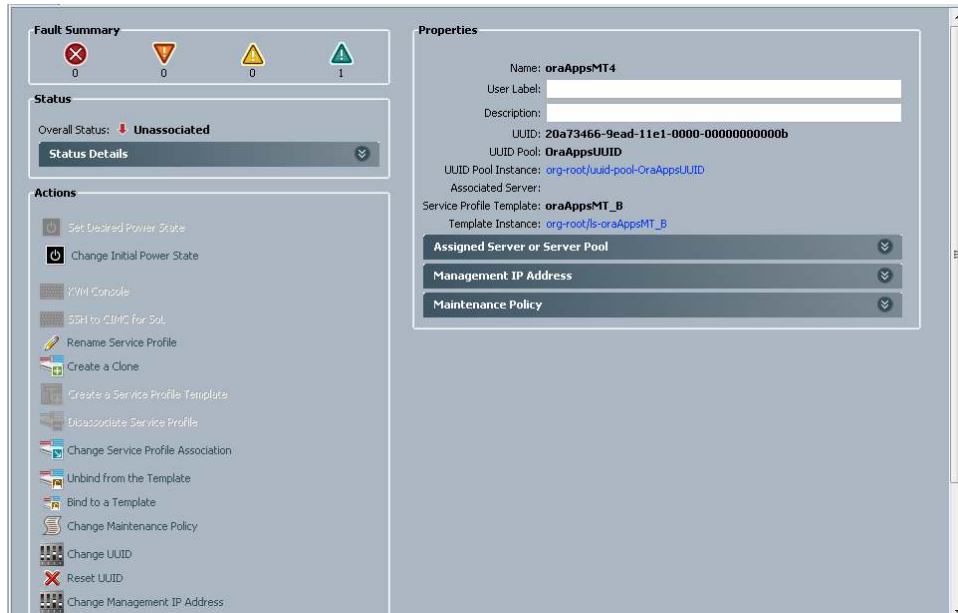 Fault Summary
0 0 0 1
Status
Overall Status: Unassociated
Status Details
Actions
Set Desired Power State
Change Initial Power State
KVM Console
SSH to CIMC for SoL
Rename Service Profile
Create a Clone
Create a Service Profile Template
Disassociate Service Profile
Change Service Profile Association
Unbind from the Template
Bind to a Template
Change Maintenance Policy
Change UUID
Reset UUID
Change Management IP Address
Properties
Name: oraAppsMT4
User Label:
Description:
UUID: 20a73466-9ead-11e1-0000-00000000000b
UUID Pool: OraAppsUUID
UUID Pool Instance: org-root/uuid-pool-OraAppsUUID
Associated Server:
Service Profile Template: oraAppsMT_B
Template Instance: org-root/ls-oraAppsMT_B
Assigned Server or Server Pool
Management IP Address
Maintenance Policy